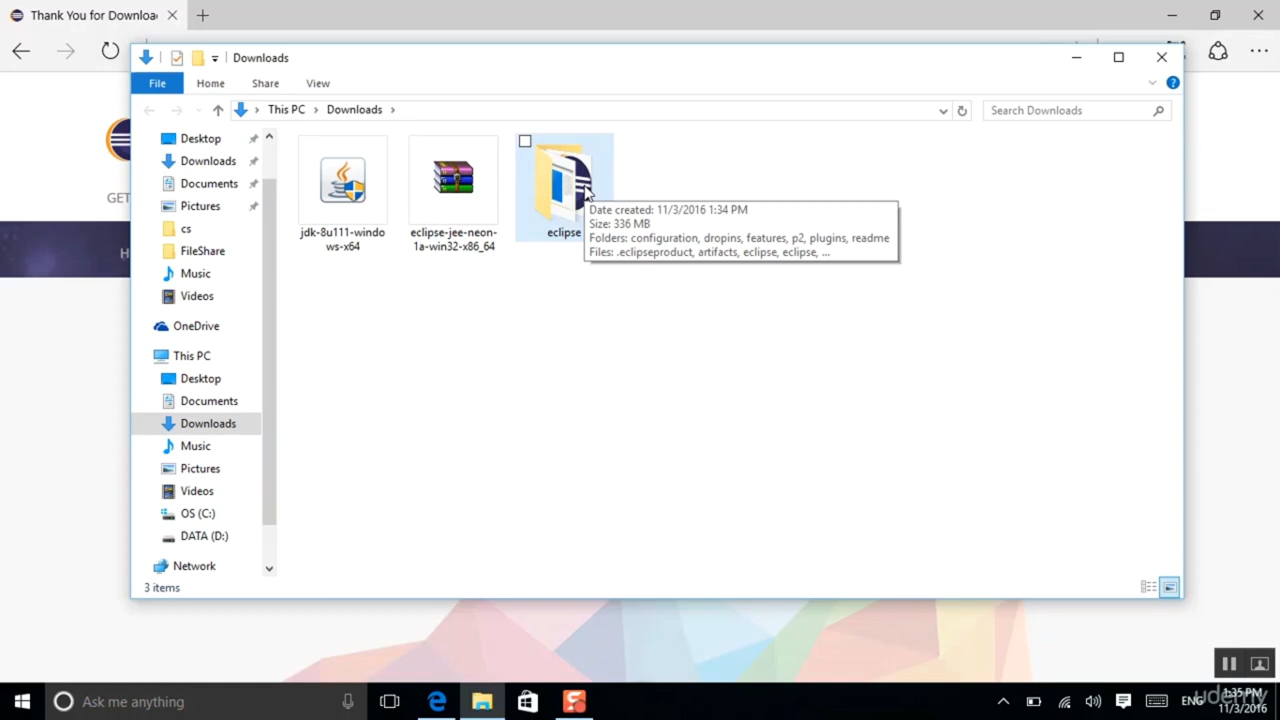 Thank You for Downloa
Downloads
File
Home
Share
View
This PC
Downloads
Search Downloads
GET
H
Desktop
Downloads
Documents
Pictures
cs
FileShare
Music
Videos
OneDrive
This PC
Desktop
Documents
Downloads
Music
Pictures
Videos
OS (C:)
DATA (D:)
Network
jdk-8u111-windo
ws-x64
eclipse-jee-neon-
1a-win32-x86_64
eclipse
Date created: 11/3/2016 1:34 PM
Size: 336 MB
Folders: configuration, dropins, features, p2, plugins, readme
Files: .eclipseproduct, artifacts, eclipse, eclipse, ...
3 items
Ask me anything
ENG
1:35 PM
11/3/2016
udemy